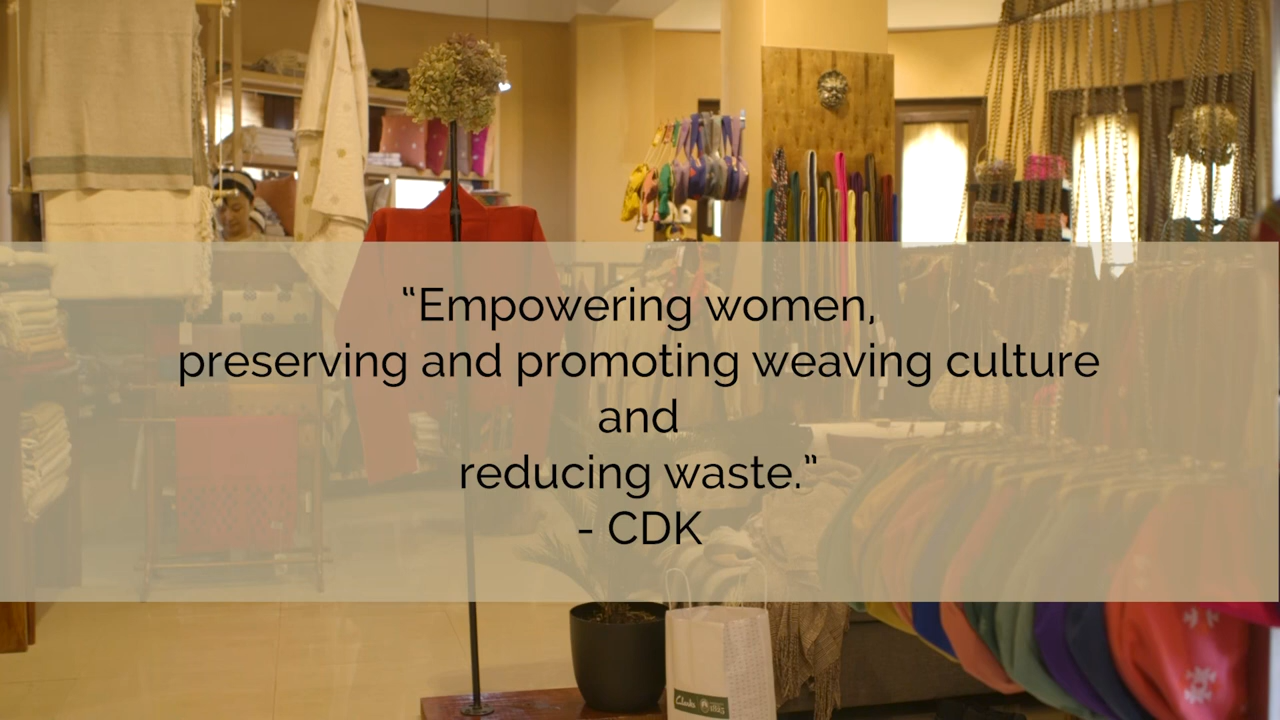 “Empowering women,
preserving and promoting weaving culture
and
reducing waste.”
- CDK